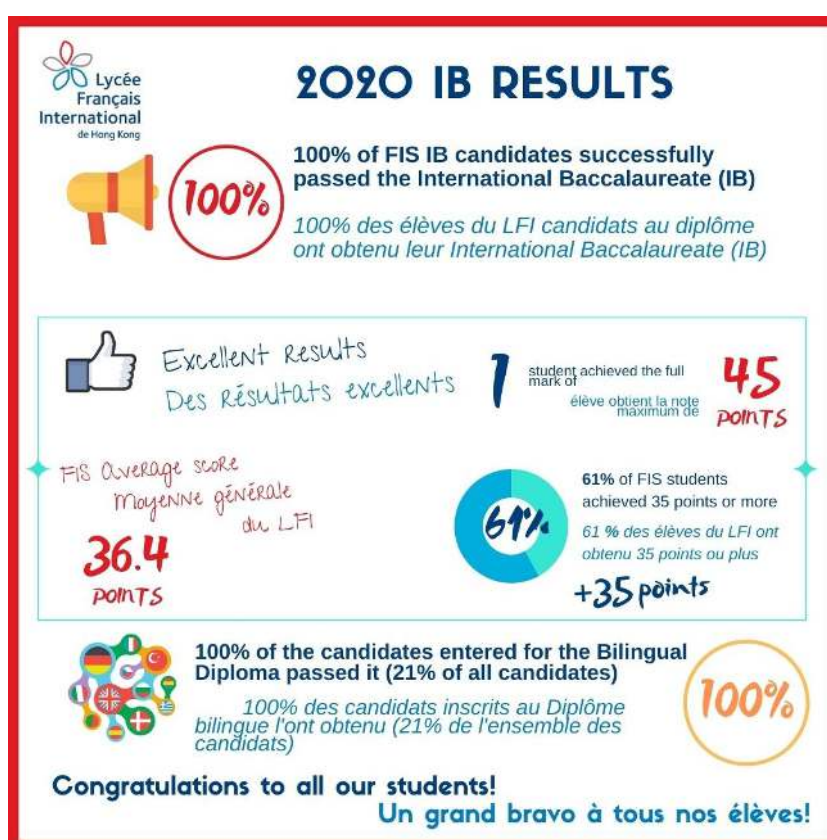 Lycée
Français
International
de Hong Kong
2020 IB RESULTS
100%
100% of FIS IB candidates successfully
passed the International Baccalaureate (IB)
100% des élèves du LFI candidats au diplôme
ont obtenu leur International Baccalaureate (IB)
Excellent Results
Des Résultats excellents
1
student achieved the full
mark of
élève obtient la note
maximum de
45
POINTS
FIS average score
Moyenne générale
du LFI
36.4
POINTS
61%
61% of FIS students
achieved 35 points or more
61 % des élèves du LFI ont
obtenu 35 points ou plus
+35 points
100% of the candidates entered for the Bilingual
Diploma passed it (21% of all candidates)
100% des candidats inscrits au Diplôme
bilingue l'ont obtenu (21% de l'ensemble des
candidats)
100%
Congratulations to all our students!
Un grand bravo à tous nos élèves!